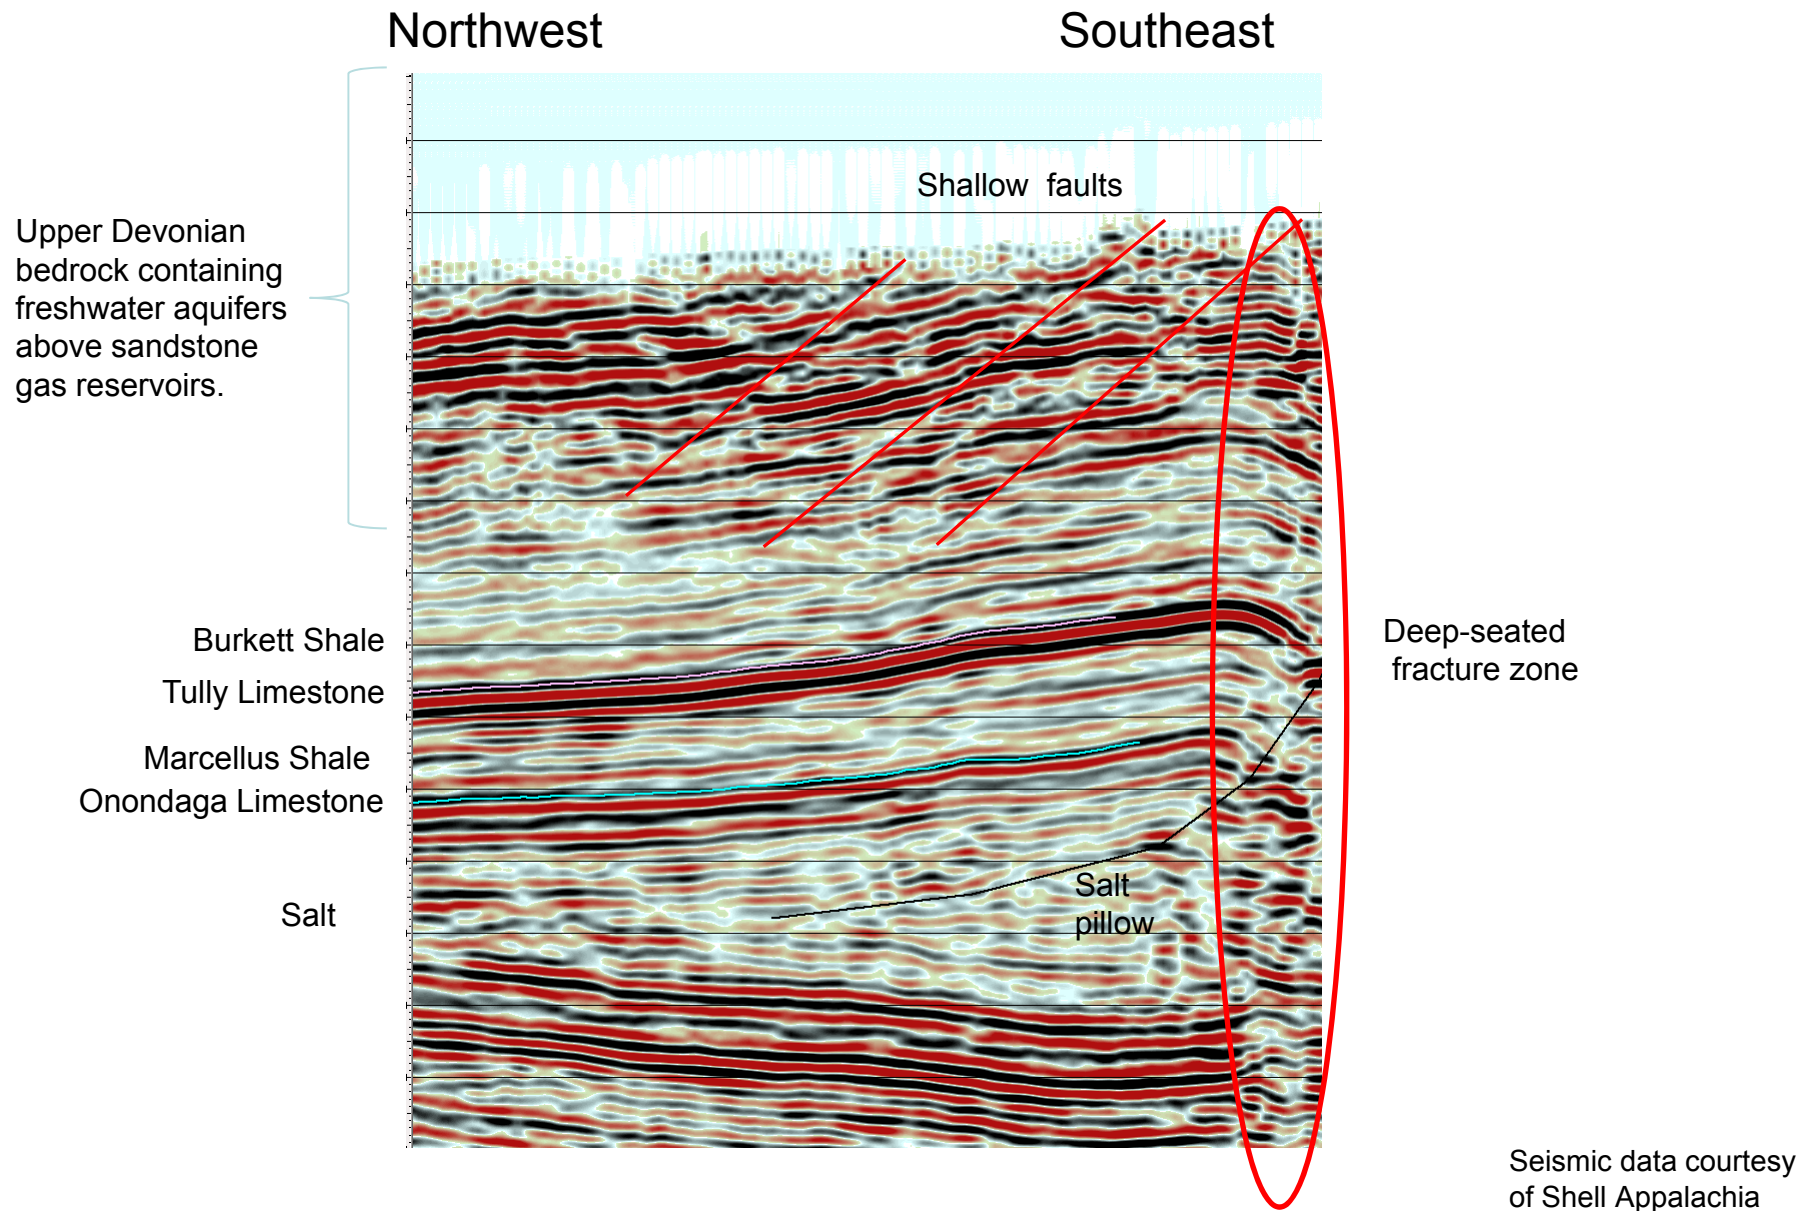 Northwest
Southeast
Shallow faults
Upper Devonian
bedrock containing
freshwater aquifers
above sandstone
gas reservoirs.
Burkett Shale
Tully Limestone
Marcellus Shale
Onondaga Limestone
Salt
Salt
pillow
Deep-seated
fracture zone
Seismic data courtesy
of Shell Appalachia